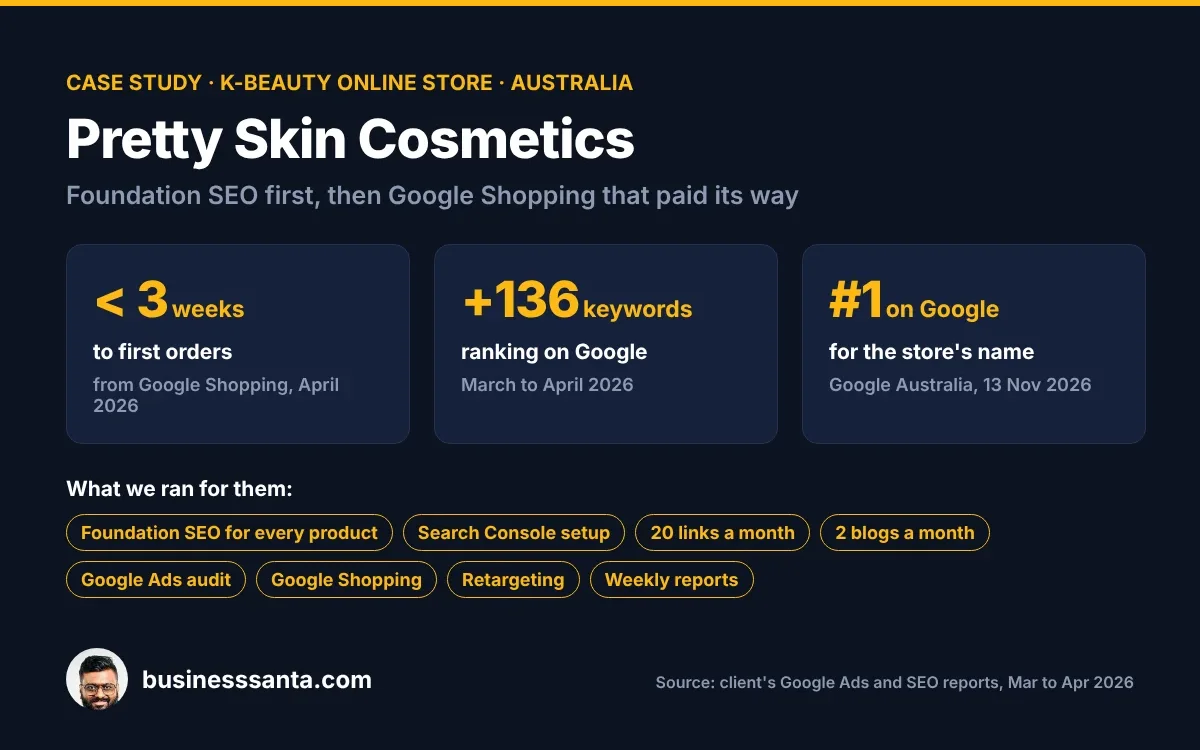 CASE STUDY · K-BEAUTY ONLINE STORE · AUSTRALIA
Pretty Skin Cosmetics
Foundation SEO first, then Google Shopping that paid its way
< 3 weeks
to first orders
from Google Shopping, April
2026
+136 keywords
ranking on Google
March to April 2026
#1 on Google
for the store's name
Google Australia, 13 Nov 2026
What we ran for them:
Foundation SEO for every product
Search Console setup
20 links a month
2 blogs a month
Google Ads audit
Google Shopping
Retargeting
Weekly reports
businesssanta.com
Source: client's Google Ads and SEO reports, Mar to Apr 2026